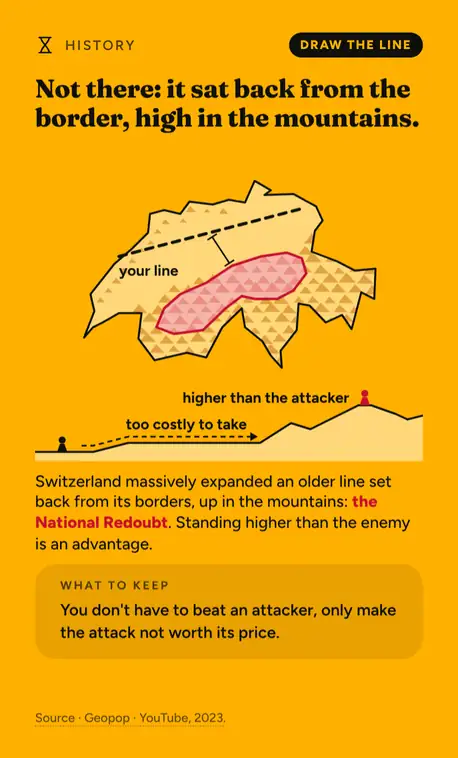 HISTORY
DRAW THE LINE
Not there: it sat back from the
border, high in the mountains.
your line
higher than the attacker
too costly to take
Switzerland massively expanded an older line set
back from its borders, up in the mountains: the
National Redoubt. Standing higher than the enemy
is an advantage.
WHAT TO KEEP
You don't have to beat an attacker, only make
the attack not worth its price.
Source · Geopop · YouTube, 2023.